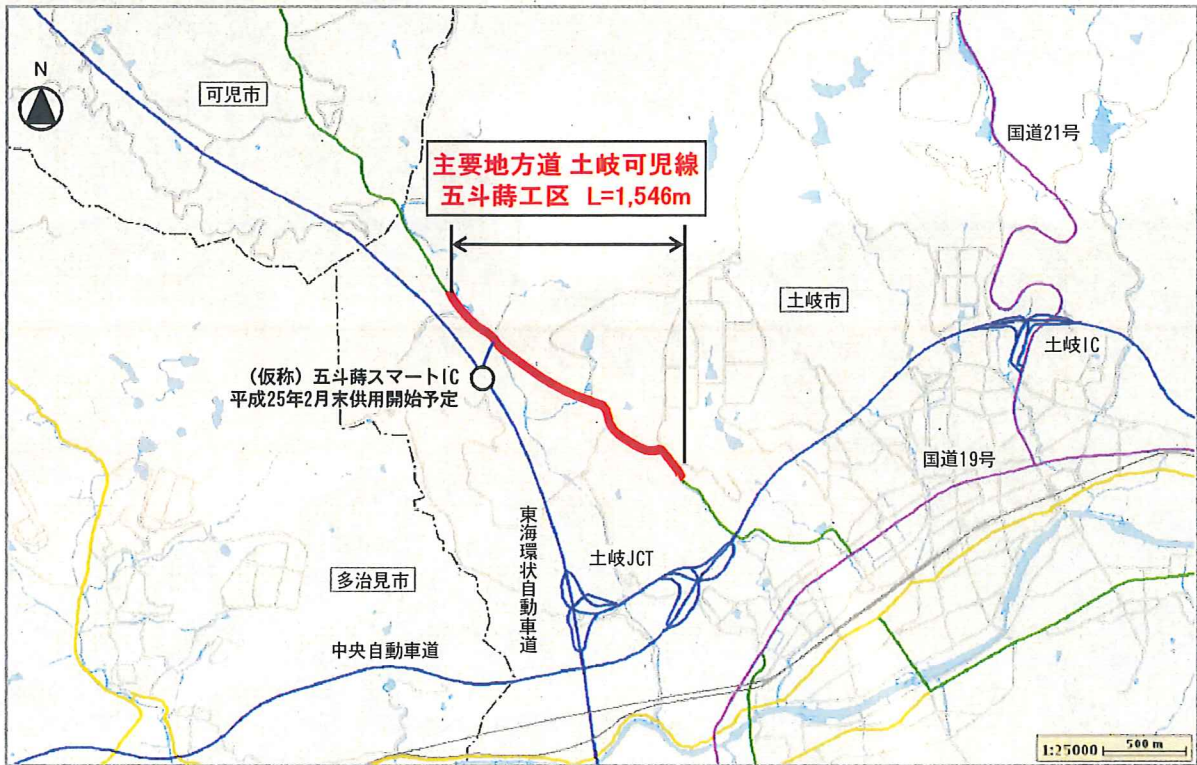 N
可児市
国道21号
主要地方道 土岐可児線
五斗蒔工区 L=1,546m
土岐市
土岐IC
（仮称）五斗蒔スマートIC
平成25年2月末供用開始予定
国道19号
東海環状自動車道
土岐JCT
多治見市
中央自動車道
1:25000 500 m